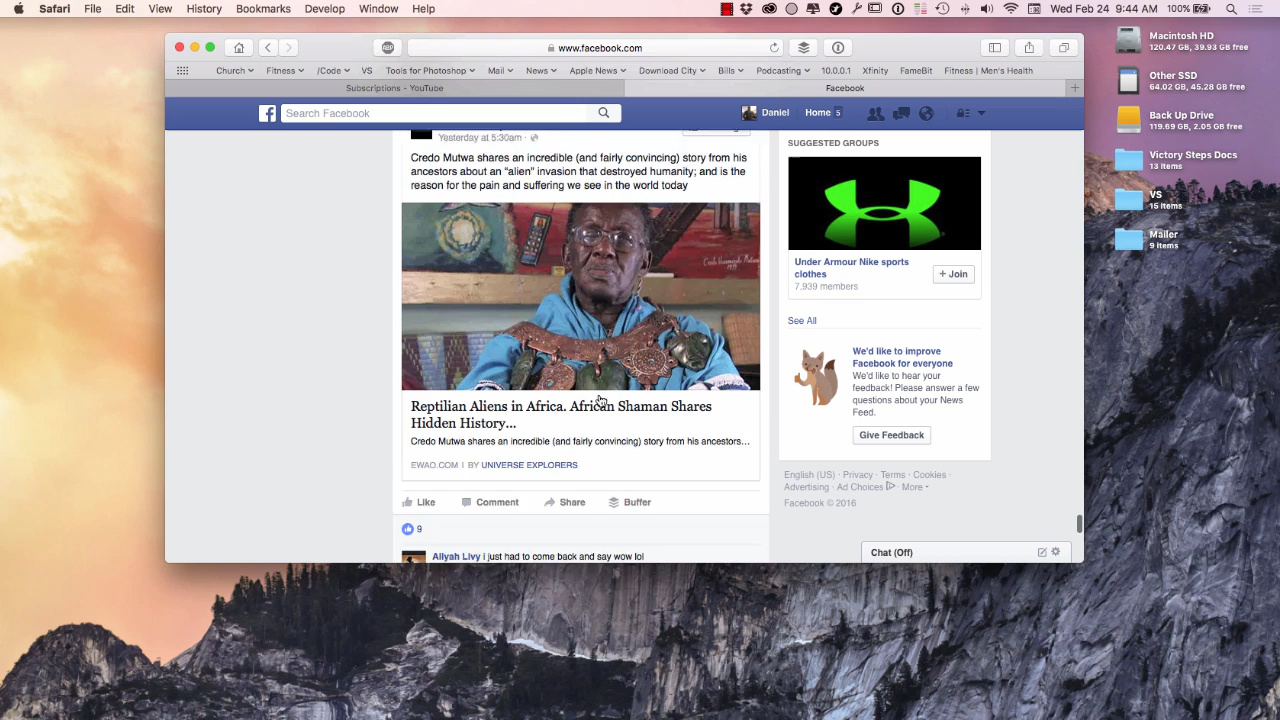 Safari File Edit View History Bookmarks Develop Window Help
Wed Feb 24 9:44 AM 100%
www.facebook.com
Church Fitness /Code VS Tools for Photoshop Mail News Apple News Download City Bills Podcasting 10.0.0.1 Xfinity FameBit Fitness | Men's Health
Subscriptions - YouTube
Facebook
Search Facebook
Daniel Home 5
Yesterday at 5:30am ·
Credo Mutwa shares an incredible (and fairly convincing) story from his
ancestors about an "alien" invasion that destroyed humanity; and is the
reason for the pain and suffering we see in the world today
Reptilian Aliens in Africa. African Shaman Shares
Hidden History...
Credo Mutwa shares an incredible (and fairly convincing) story from his ancestors...
EWAO.COM | BY UNIVERSE EXPLORERS
Like Comment Share Buffer
9
Aliyah Livy i just had to come back and say wow lol
SUGGESTED GROUPS
Under Armour Nike sports
clothes
7,939 members
+ Join
See All
We'd like to improve
Facebook for everyone
We'd like to hear your
feedback! Please answer a few
questions about your News
Feed.
Give Feedback
English (US) · Privacy · Terms · Cookies ·
Advertising · Ad Choices · More
Facebook © 2016
Chat (Off)
Macintosh HD
120.47 GB, 39.93 GB free
Other SSD
64.02 GB, 45.28 GB free
Back Up Drive
119.69 GB, 2.05 GB free
Victory Steps Docs
13 items
VS
15 items
Mailer
9 items